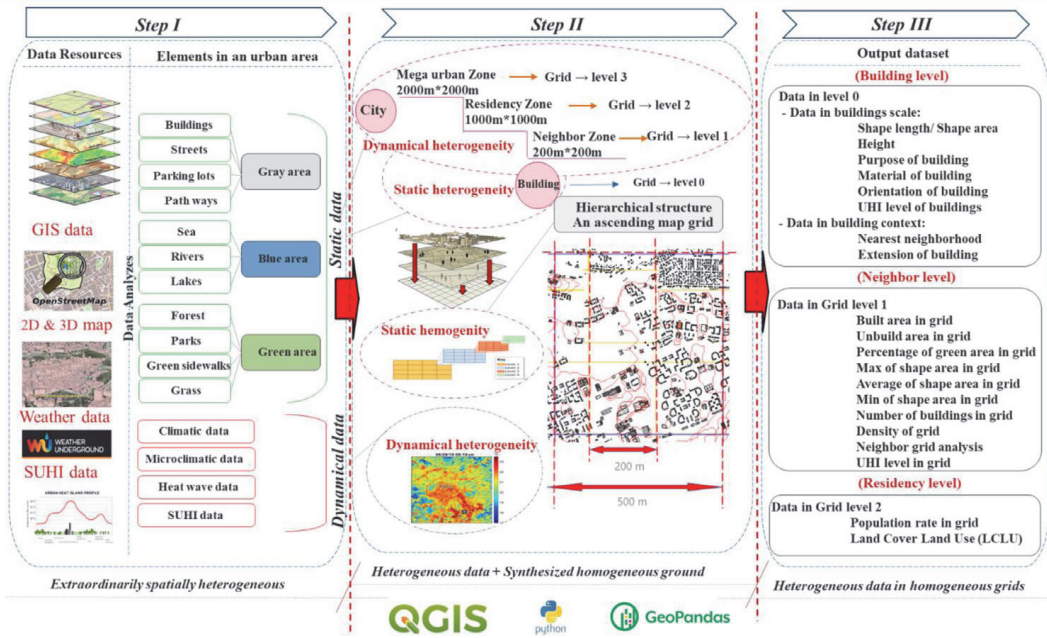 Step I
Data Resources
Elements in an urban area
GIS data
OpenStreetMap
2D & 3D map
Weather data
WEATHER
UNDERGROUND
SUHI data
URBAN HEAT ISLAND PROFILE
Data Analyzes
Buildings
Streets
Parking lots
Path ways
Gray area
Sea
Rivers
Lakes
Blue area
Forest
Parks
Green sidewalks
Grass
Green area
Climatic data
Microclimatic data
Heat wave data
SUHI data
Static data
Dynamical data
Extraordinarily spatially heterogeneous
Step II
Mega urban Zone
2000m*2000m
Grid → level 3
City
Residency Zone
1000m*1000m
Grid → level 2
Neighbor Zone
200m*200m
Grid → level 1
Dynamical heterogeneity
Static heterogeneity
Building
Grid → level 0
Hierarchical structure
An ascending map grid
Static hemogenity
Dynamical heterogeneity
200 m
500 m
Heterogeneous data + Synthesized homogeneous ground
Step III
Output dataset
(Building level)
Data in level 0
- Data in buildings scale:
Shape length/ Shape area
Height
Purpose of building
Material of building
Orientation of building
UHI level of buildings
- Data in building context:
Nearest neighborhood
Extension of building
(Neighbor level)
Data in Grid level 1
Built area in grid
Unbuild area in grid
Percentage of green area in grid
Max of shape area in grid
Average of shape area in grid
Min of shape area in grid
Number of buildings in grid
Density of grid
Neighbor grid analysis
UHI level in grid
(Residency level)
Data in Grid level 2
Population rate in grid
Land Cover Land Use (LCLU)
Heterogeneous data in homogeneous grids
QGIS
python
GeoPandas